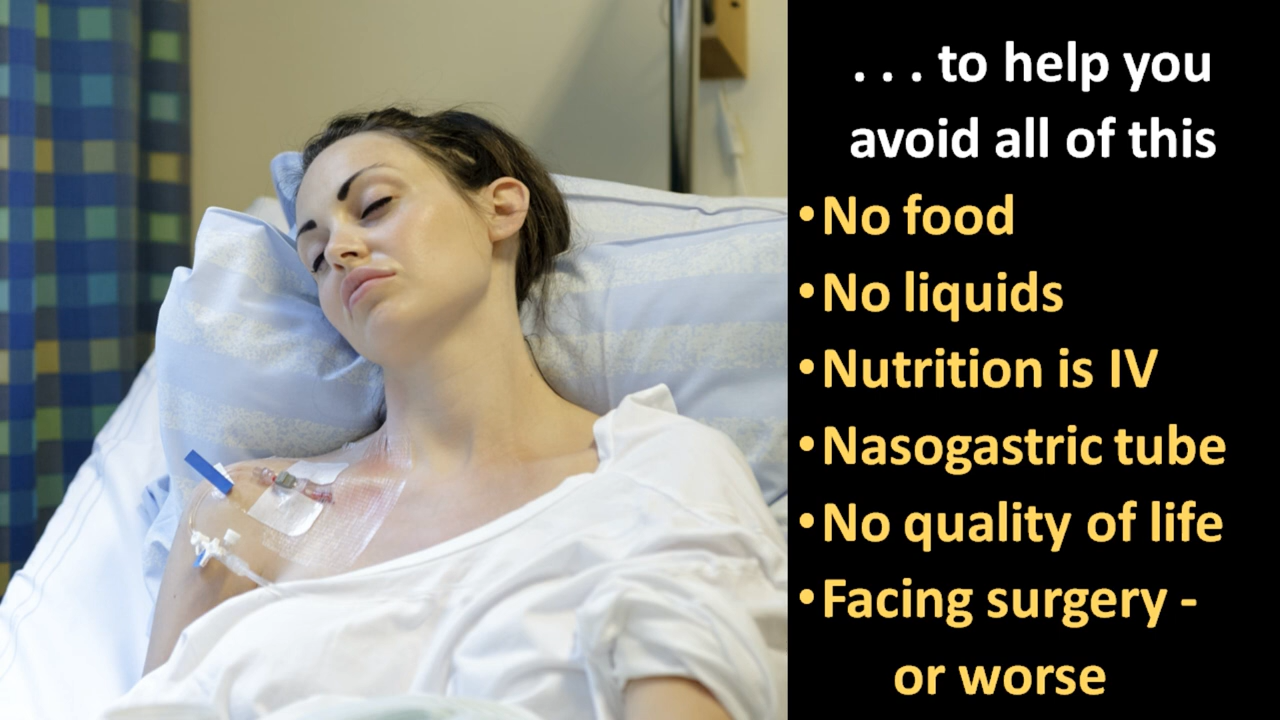 . . . to help you
avoid all of this
•No food
•No liquids
•Nutrition is IV
•Nasogastric tube
•No quality of life
•Facing surgery -
or worse